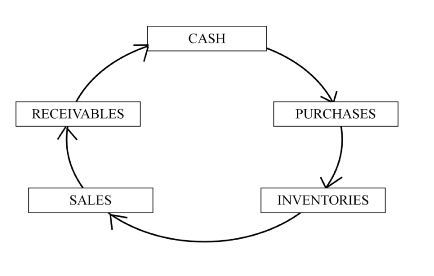 CASH
RECEIVABLES
PURCHASES
SALES
INVENTORIES